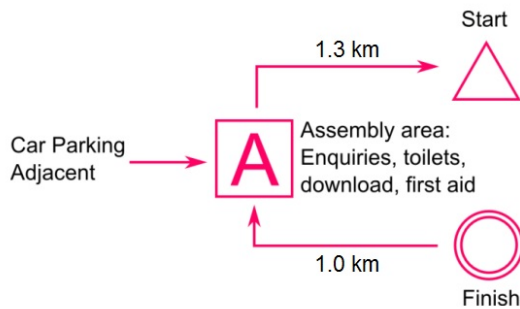 Start
1.3 km
Car Parking
Adjacent
A
Assembly area:
Enquiries, toilets,
download, first aid
1.0 km
Finish